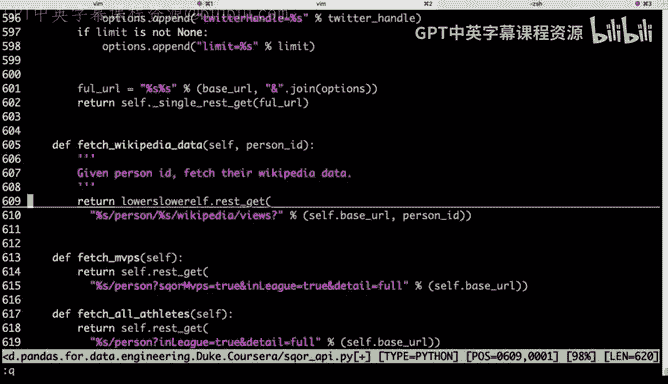 vim vim -zsh ⌘3
GPT中英字幕课程资源 bilibili
596 options.append("twitterHandle=%s" % twitter_handle)
597 if limit is not None:
598 options.append("limit=%s" % limit)
599
600
601 ful_url = "%s%s" % (base_url, "&".join(options))
602 return self._single_rest_get(ful_url)
603
604
605 def fetch_wikipedia_data(self, person_id):
606 '''
607 Given person id, fetch their wikipedia data.
608 '''
609 return lowerslowerelf.rest_get(
610 "%s/person/%s/wikipedia/views?" % (self.base_url, person_id))
611
612
613 def fetch_mvps(self):
614 return self.rest_get(
615 "%s/person?sqorMvps=true&inLeague=true&detail=full" % (self.base_url))
616
617 def fetch_all_athletes(self):
618 return self.rest_get(
619 "%s/person?inLeague=true&detail=full" % (self.base_url))
<d.pandas.for.data.engineering.Duke.Coursera/sqor_api.py[+] [TYPE=PYTHON] [POS=0609,0001] [98%] [LEN=620]
:q